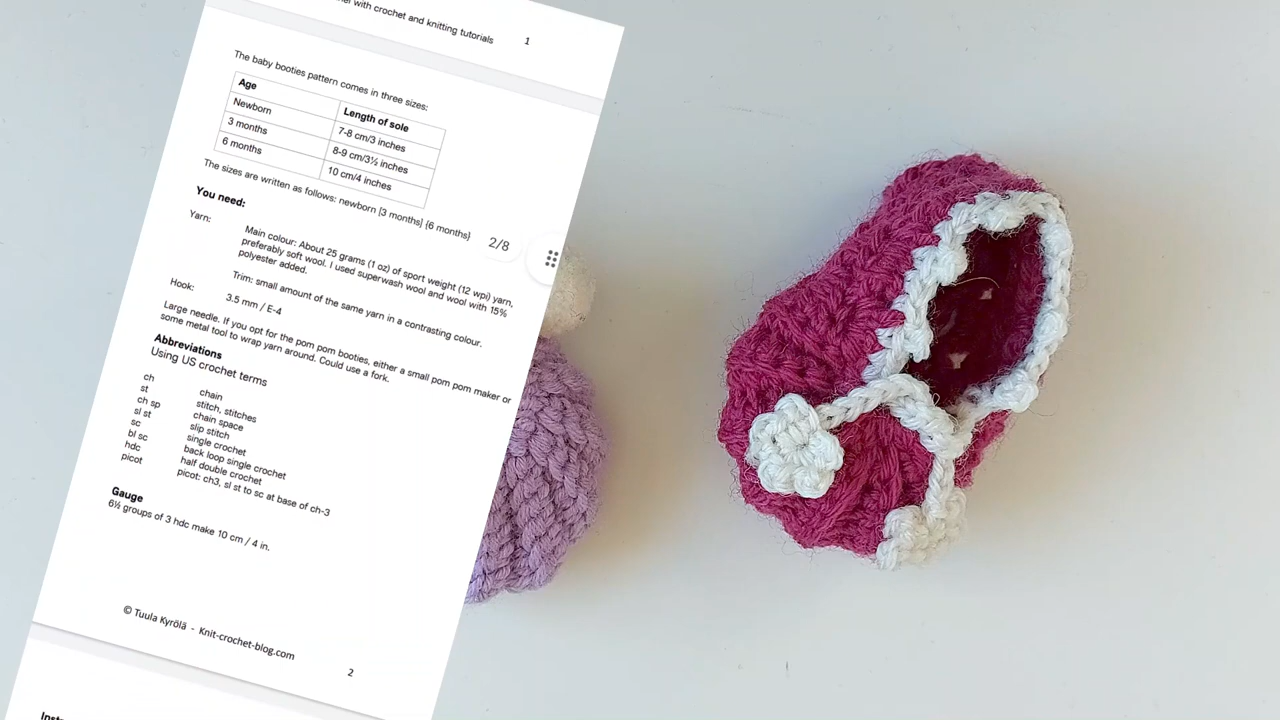 with crochet and knitting tutorials
1
The baby booties pattern comes in three sizes:
Age Length of sole
Newborn 7-8 cm/3 inches
3 months 8-9 cm/3½ inches
6 months 10 cm/4 inches
The sizes are written as follows: newborn [3 months] {6 months}
2/8
You need:
Yarn:
Main colour: About 25 grams (1 oz) of sport weight (12 wpi) yarn,
preferably soft wool. I used superwash wool and wool with 15%
polyester added.
Trim: small amount of the same yarn in a contrasting colour.
Hook: 3.5 mm / E-4
Large needle. If you opt for the pom pom booties, either a small pom pom maker or
some metal tool to wrap yarn around. Could use a fork.
Abbreviations
Using US crochet terms
ch chain
st stitch, stitches
ch sp chain space
sl st slip stitch
sc single crochet
bl sc back loop single crochet
hdc half double crochet
picot picot: ch3, sl st to sc at base of ch-3
Gauge
6½ groups of 3 hdc make 10 cm / 4 in.
© Tuula Kyrölä - Knit-crochet-blog.com
2